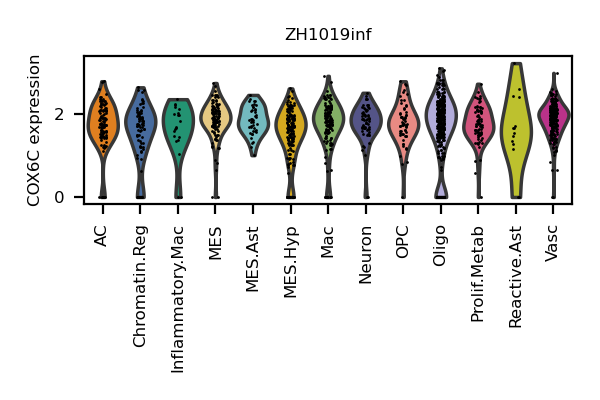 ZH1019inf
COX6C expression
2
0
AC
Chromatin.Reg
Inflammatory.Mac
MES
MES.Ast
MES.Hyp
Mac
Neuron
OPC
Oligo
Prolif.Metab
Reactive.Ast
Vasc